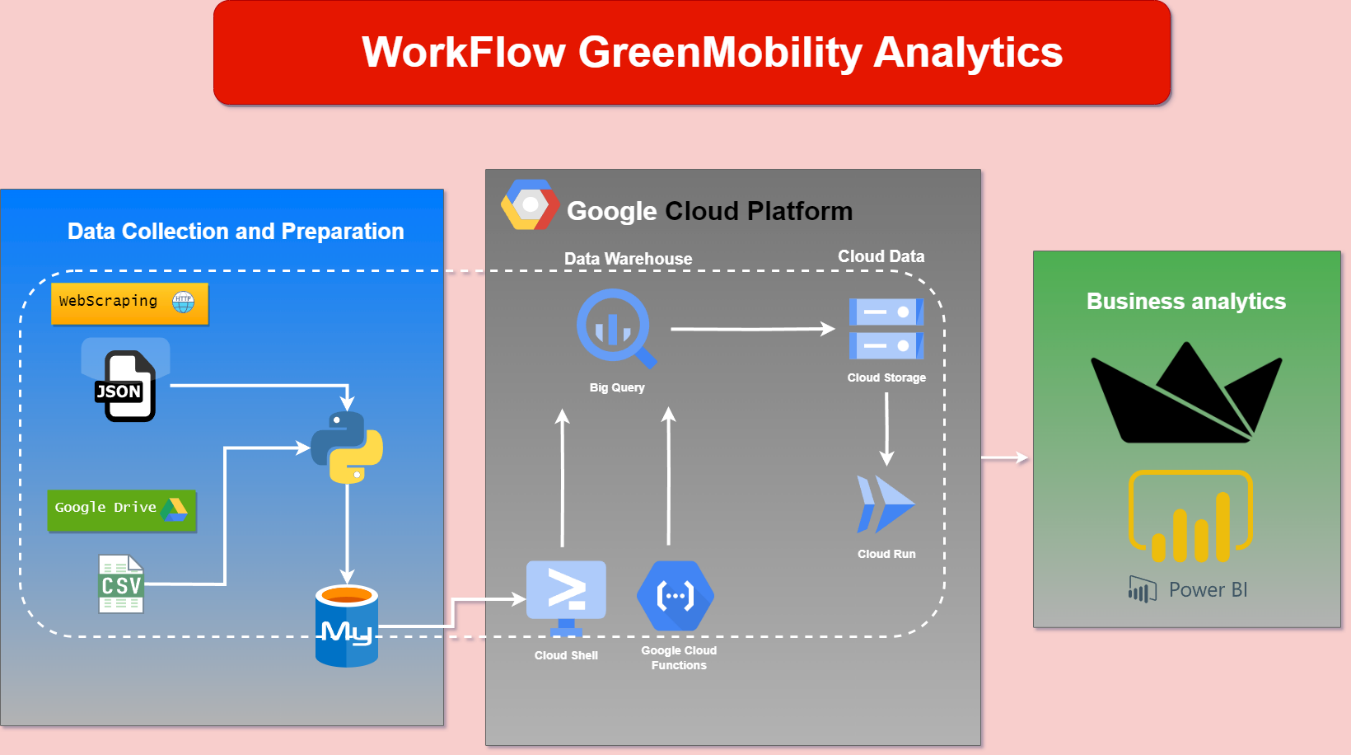 WorkFlow GreenMobility Analytics
Data Collection and Preparation
WebScraping
HTTP
JSON
Google Drive
CSV
My
Google Cloud Platform
Data Warehouse
Cloud Data
Big Query
Cloud Storage
Cloud Run
Cloud Shell
Google Cloud
Functions
Business analytics
Power BI